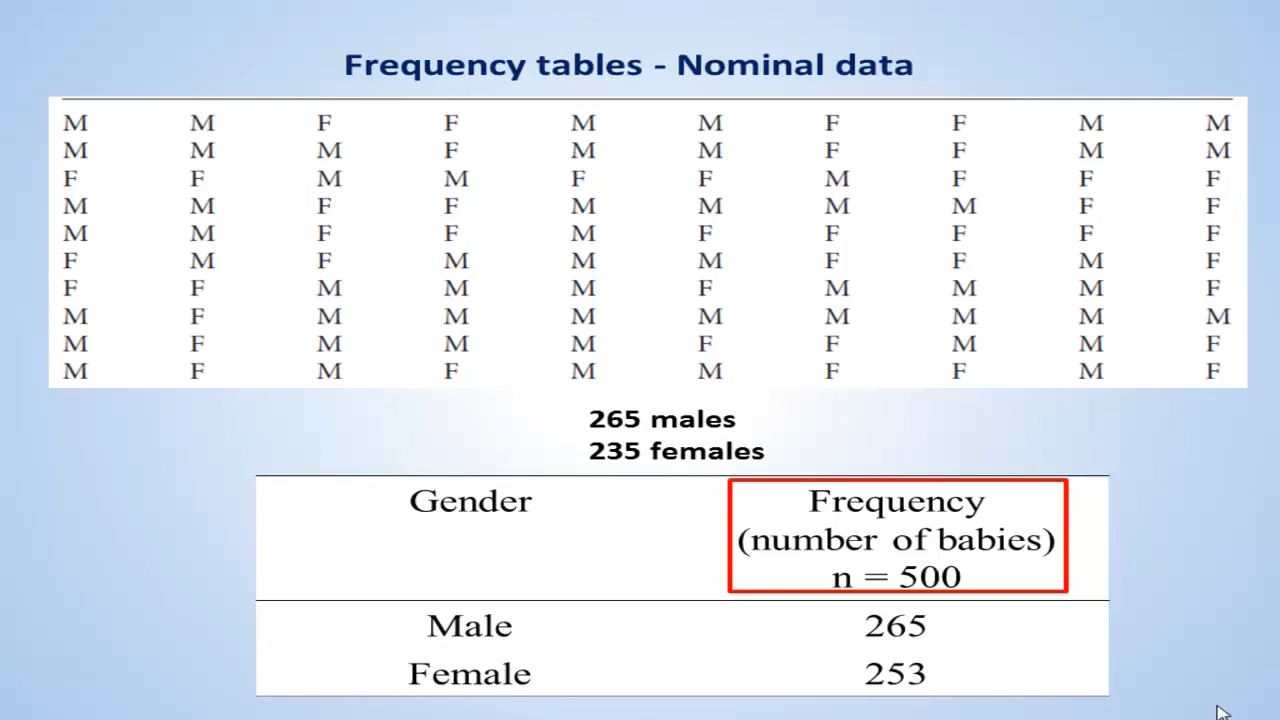 Frequency tables - Nominal data
M M F F M M F F M M
M M M F M M F F M M
F F M M F F M F F F
M M F F M M M M F F
M M F F M F F F F F
F M F M M M F F M F
F F M M M F M M M F
M F M M M M M M M M
M F M M M F F M M F
M F M F M M F F M F
265 males
235 females
Gender Frequency
(number of babies)
n = 500
Male 265
Female 253